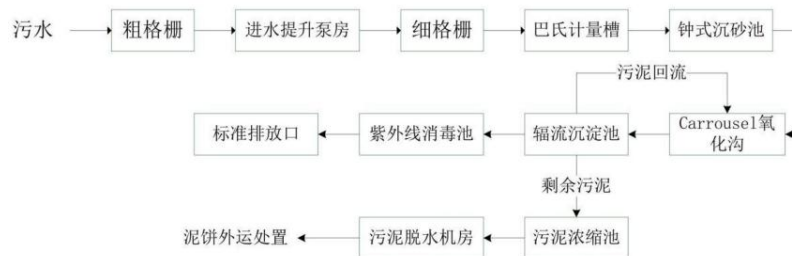 污水
粗格栅
进水提升泵房
细格栅
巴氏计量槽
钟式沉砂池
污泥回流
标准排放口
紫外线消毒池
辐流沉淀池
Carrousel氧
化沟
剩余污泥
泥饼外运处置
污泥脱水机房
污泥浓缩池